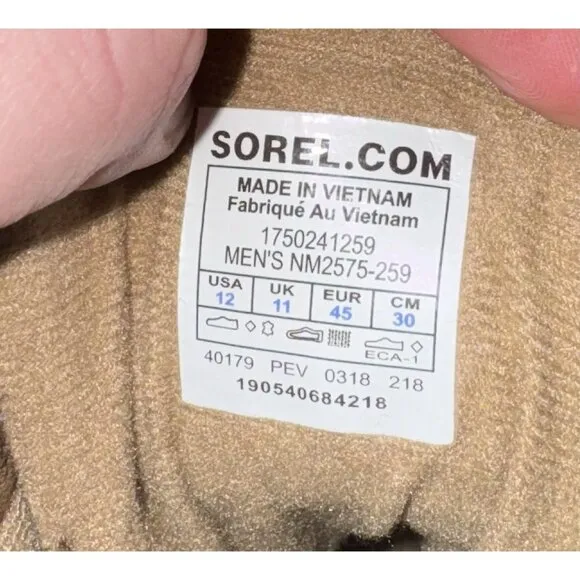 SOREL.COM
MADE IN VIETNAM
Fabriqué Au Vietnam
1750241259
MEN'S NM2575-259
USA UK EUR CM
12 11 45 30
ECA-1
40179 PEV 0318 218
190540684218